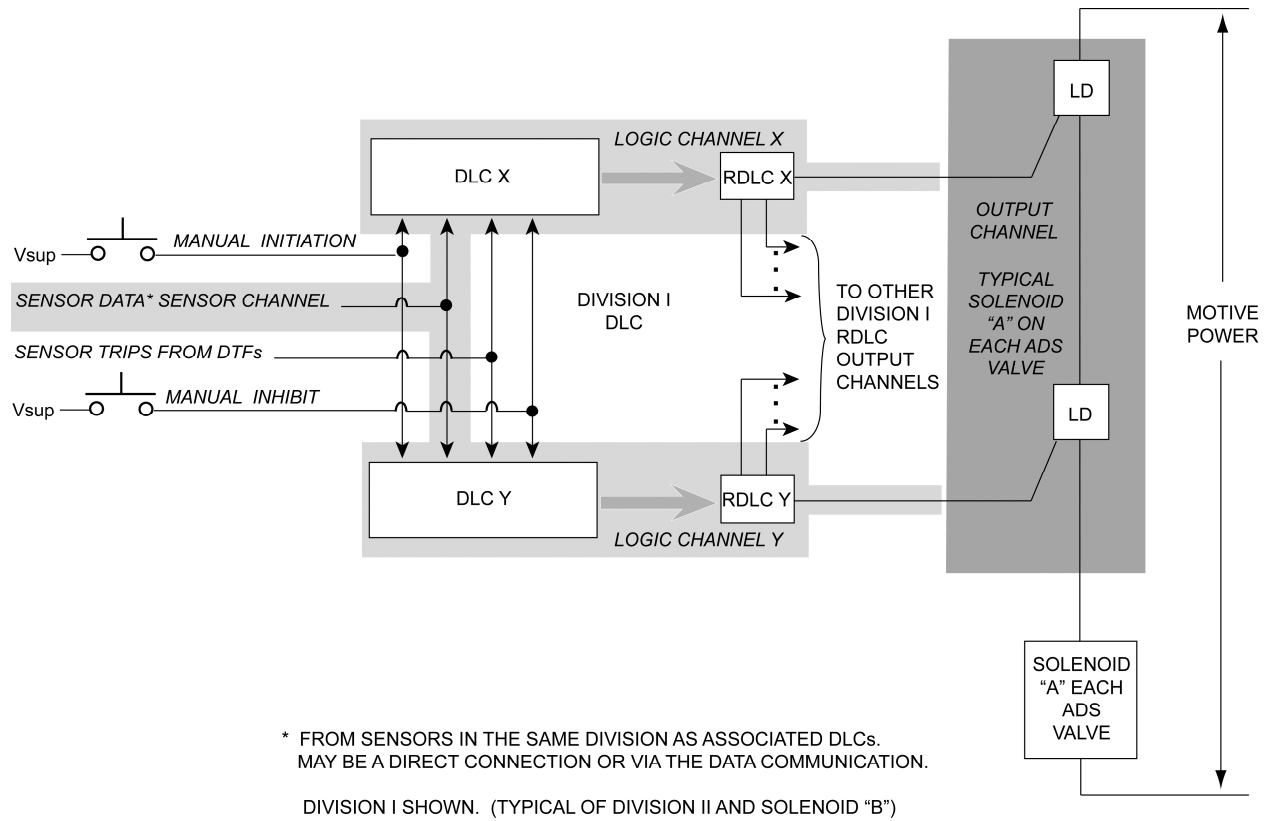 LD
LOGIC CHANNEL X
DLC X
RDLC X
OUTPUT
CHANNEL
MANUAL INITIATION
Vsup
SENSOR DATA* SENSOR CHANNEL
DIVISION I
DLC
TO OTHER
DIVISION I
RDLC
OUTPUT
CHANNELS
TYPICAL
SOLENOID
“A” ON
EACH ADS
VALVE
MOTIVE
POWER
SENSOR TRIPS FROM DTFs
MANUAL INHIBIT
Vsup
LD
DLC Y
RDLC Y
LOGIC CHANNEL Y
SOLENOID
“A” EACH
ADS
VALVE
* FROM SENSORS IN THE SAME DIVISION AS ASSOCIATED DLCs.
MAY BE A DIRECT CONNECTION OR VIA THE DATA COMMUNICATION.
DIVISION I SHOWN. (TYPICAL OF DIVISION II AND SOLENOID “B”)